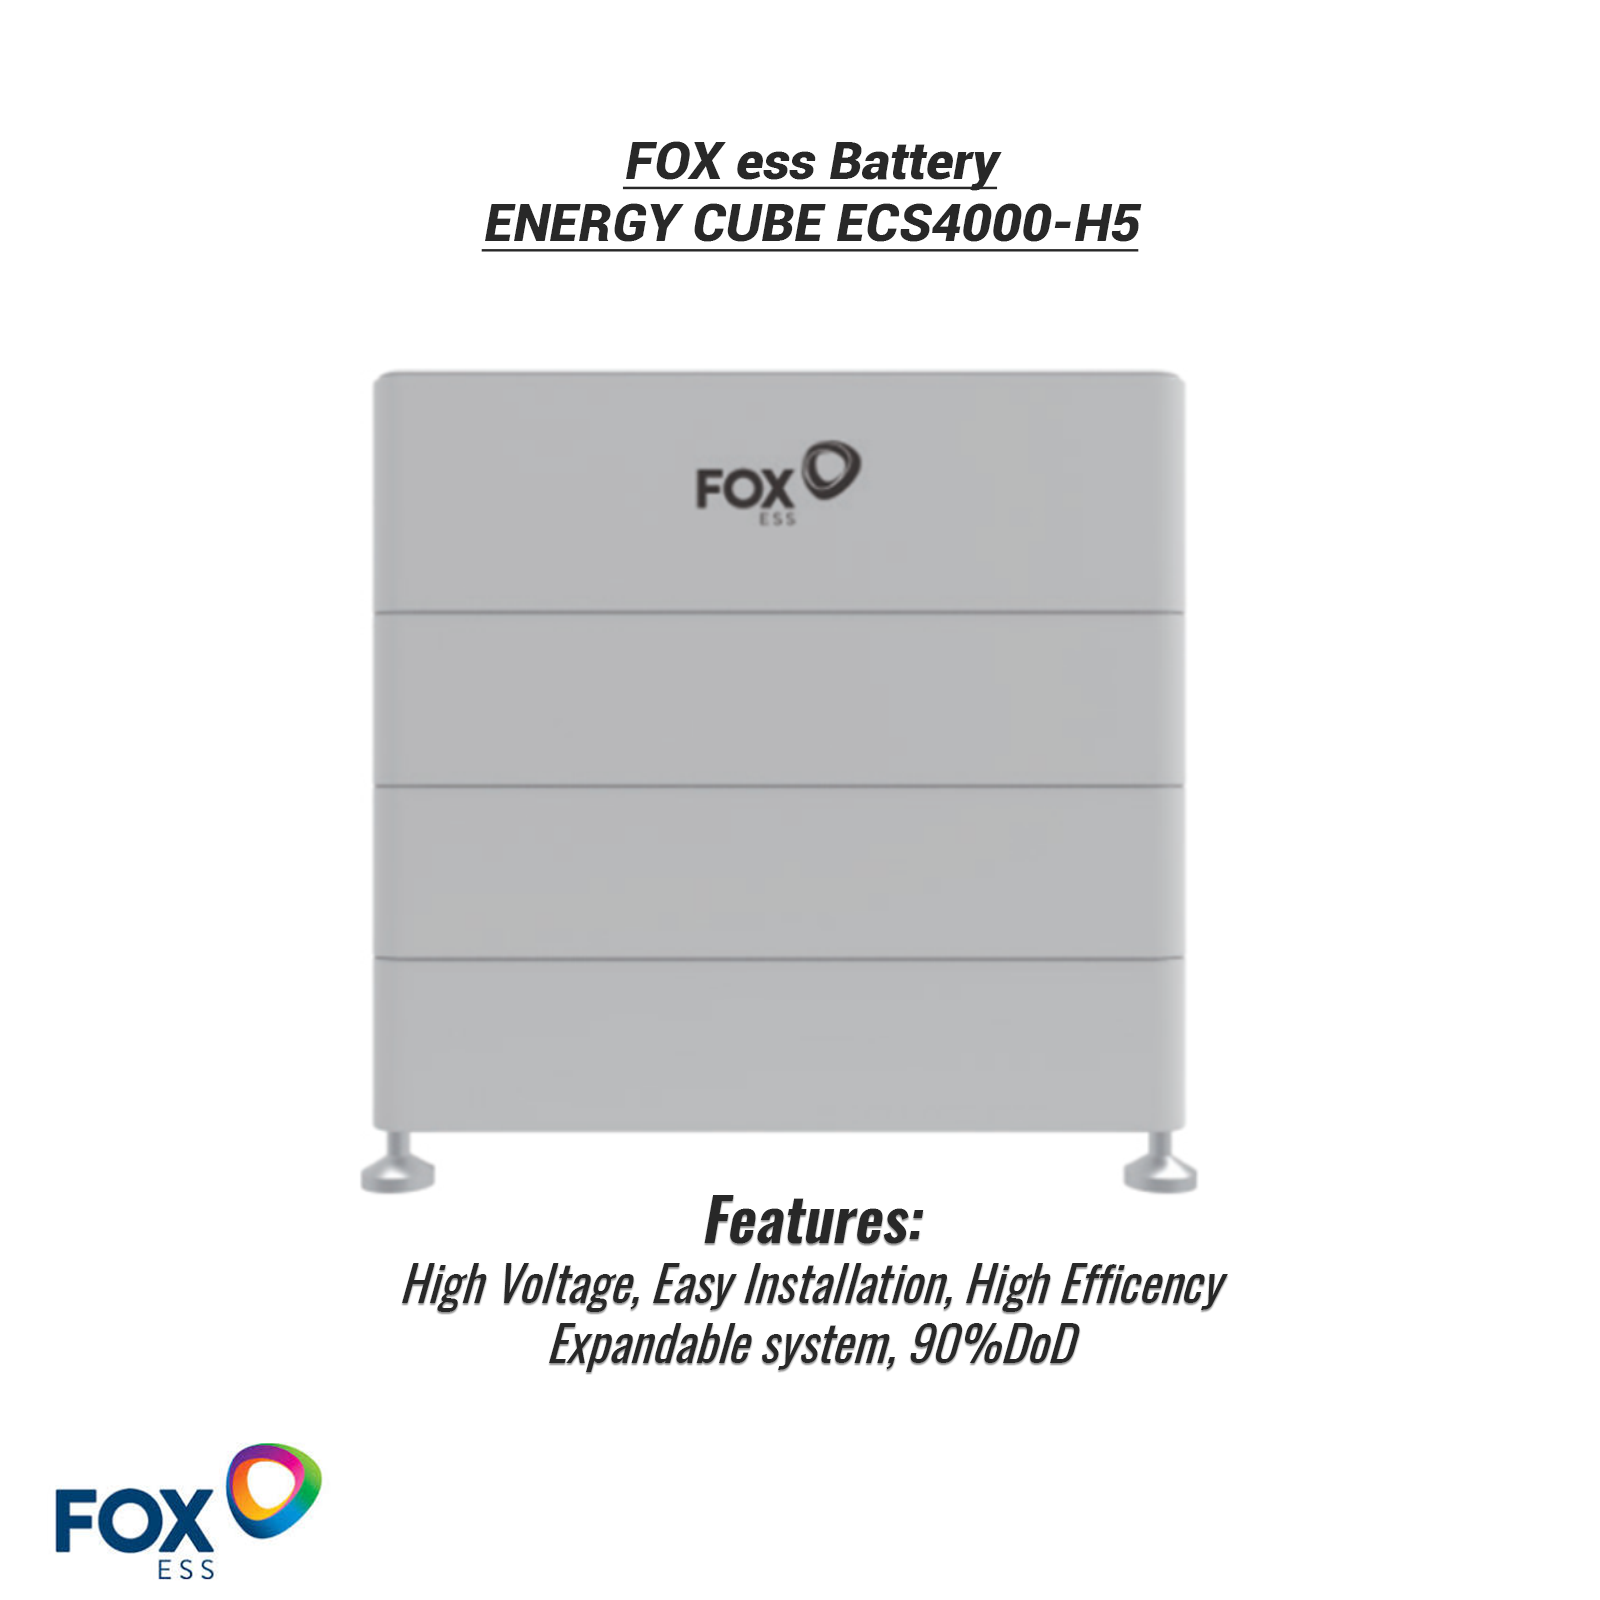 FOX ess Battery
ENERGY CUBE ECS4000-H5
FOX
ESS
Features:
High Voltage, Easy Installation, High Efficency
Expandable system, 90%DoD
FOX
ESS